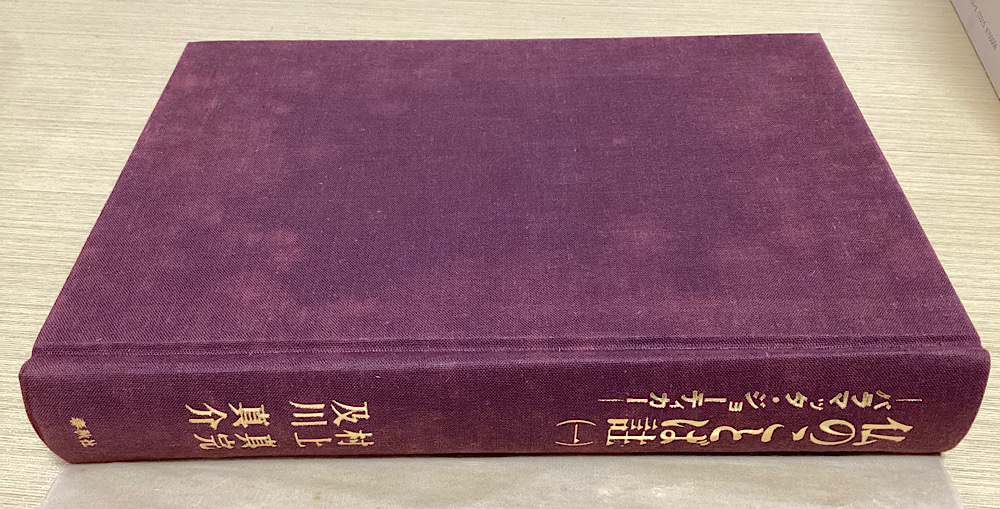 仏のことば註(一)
—パラマッタ・ジョーティカー—
村上真完
及川真介
春秋社